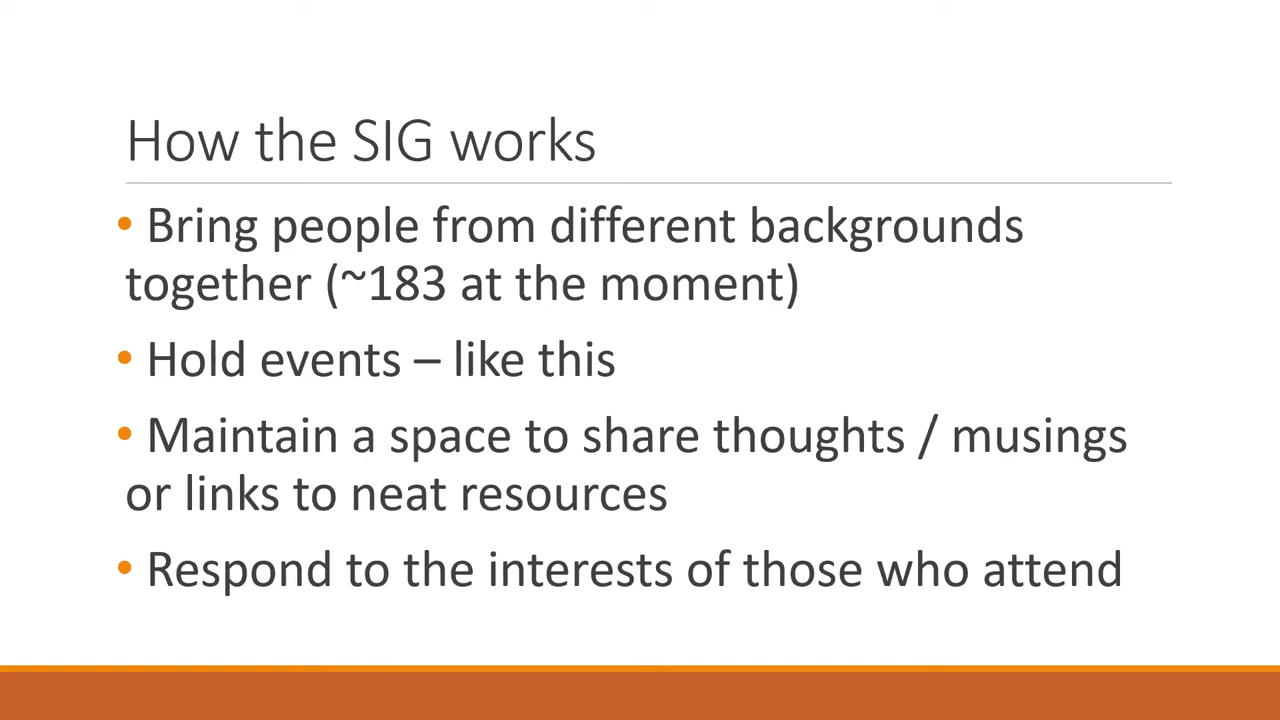 How the SIG works
• Bring people from different backgrounds
together (~183 at the moment)
• Hold events – like this
• Maintain a space to share thoughts / musings
or links to neat resources
• Respond to the interests of those who attend